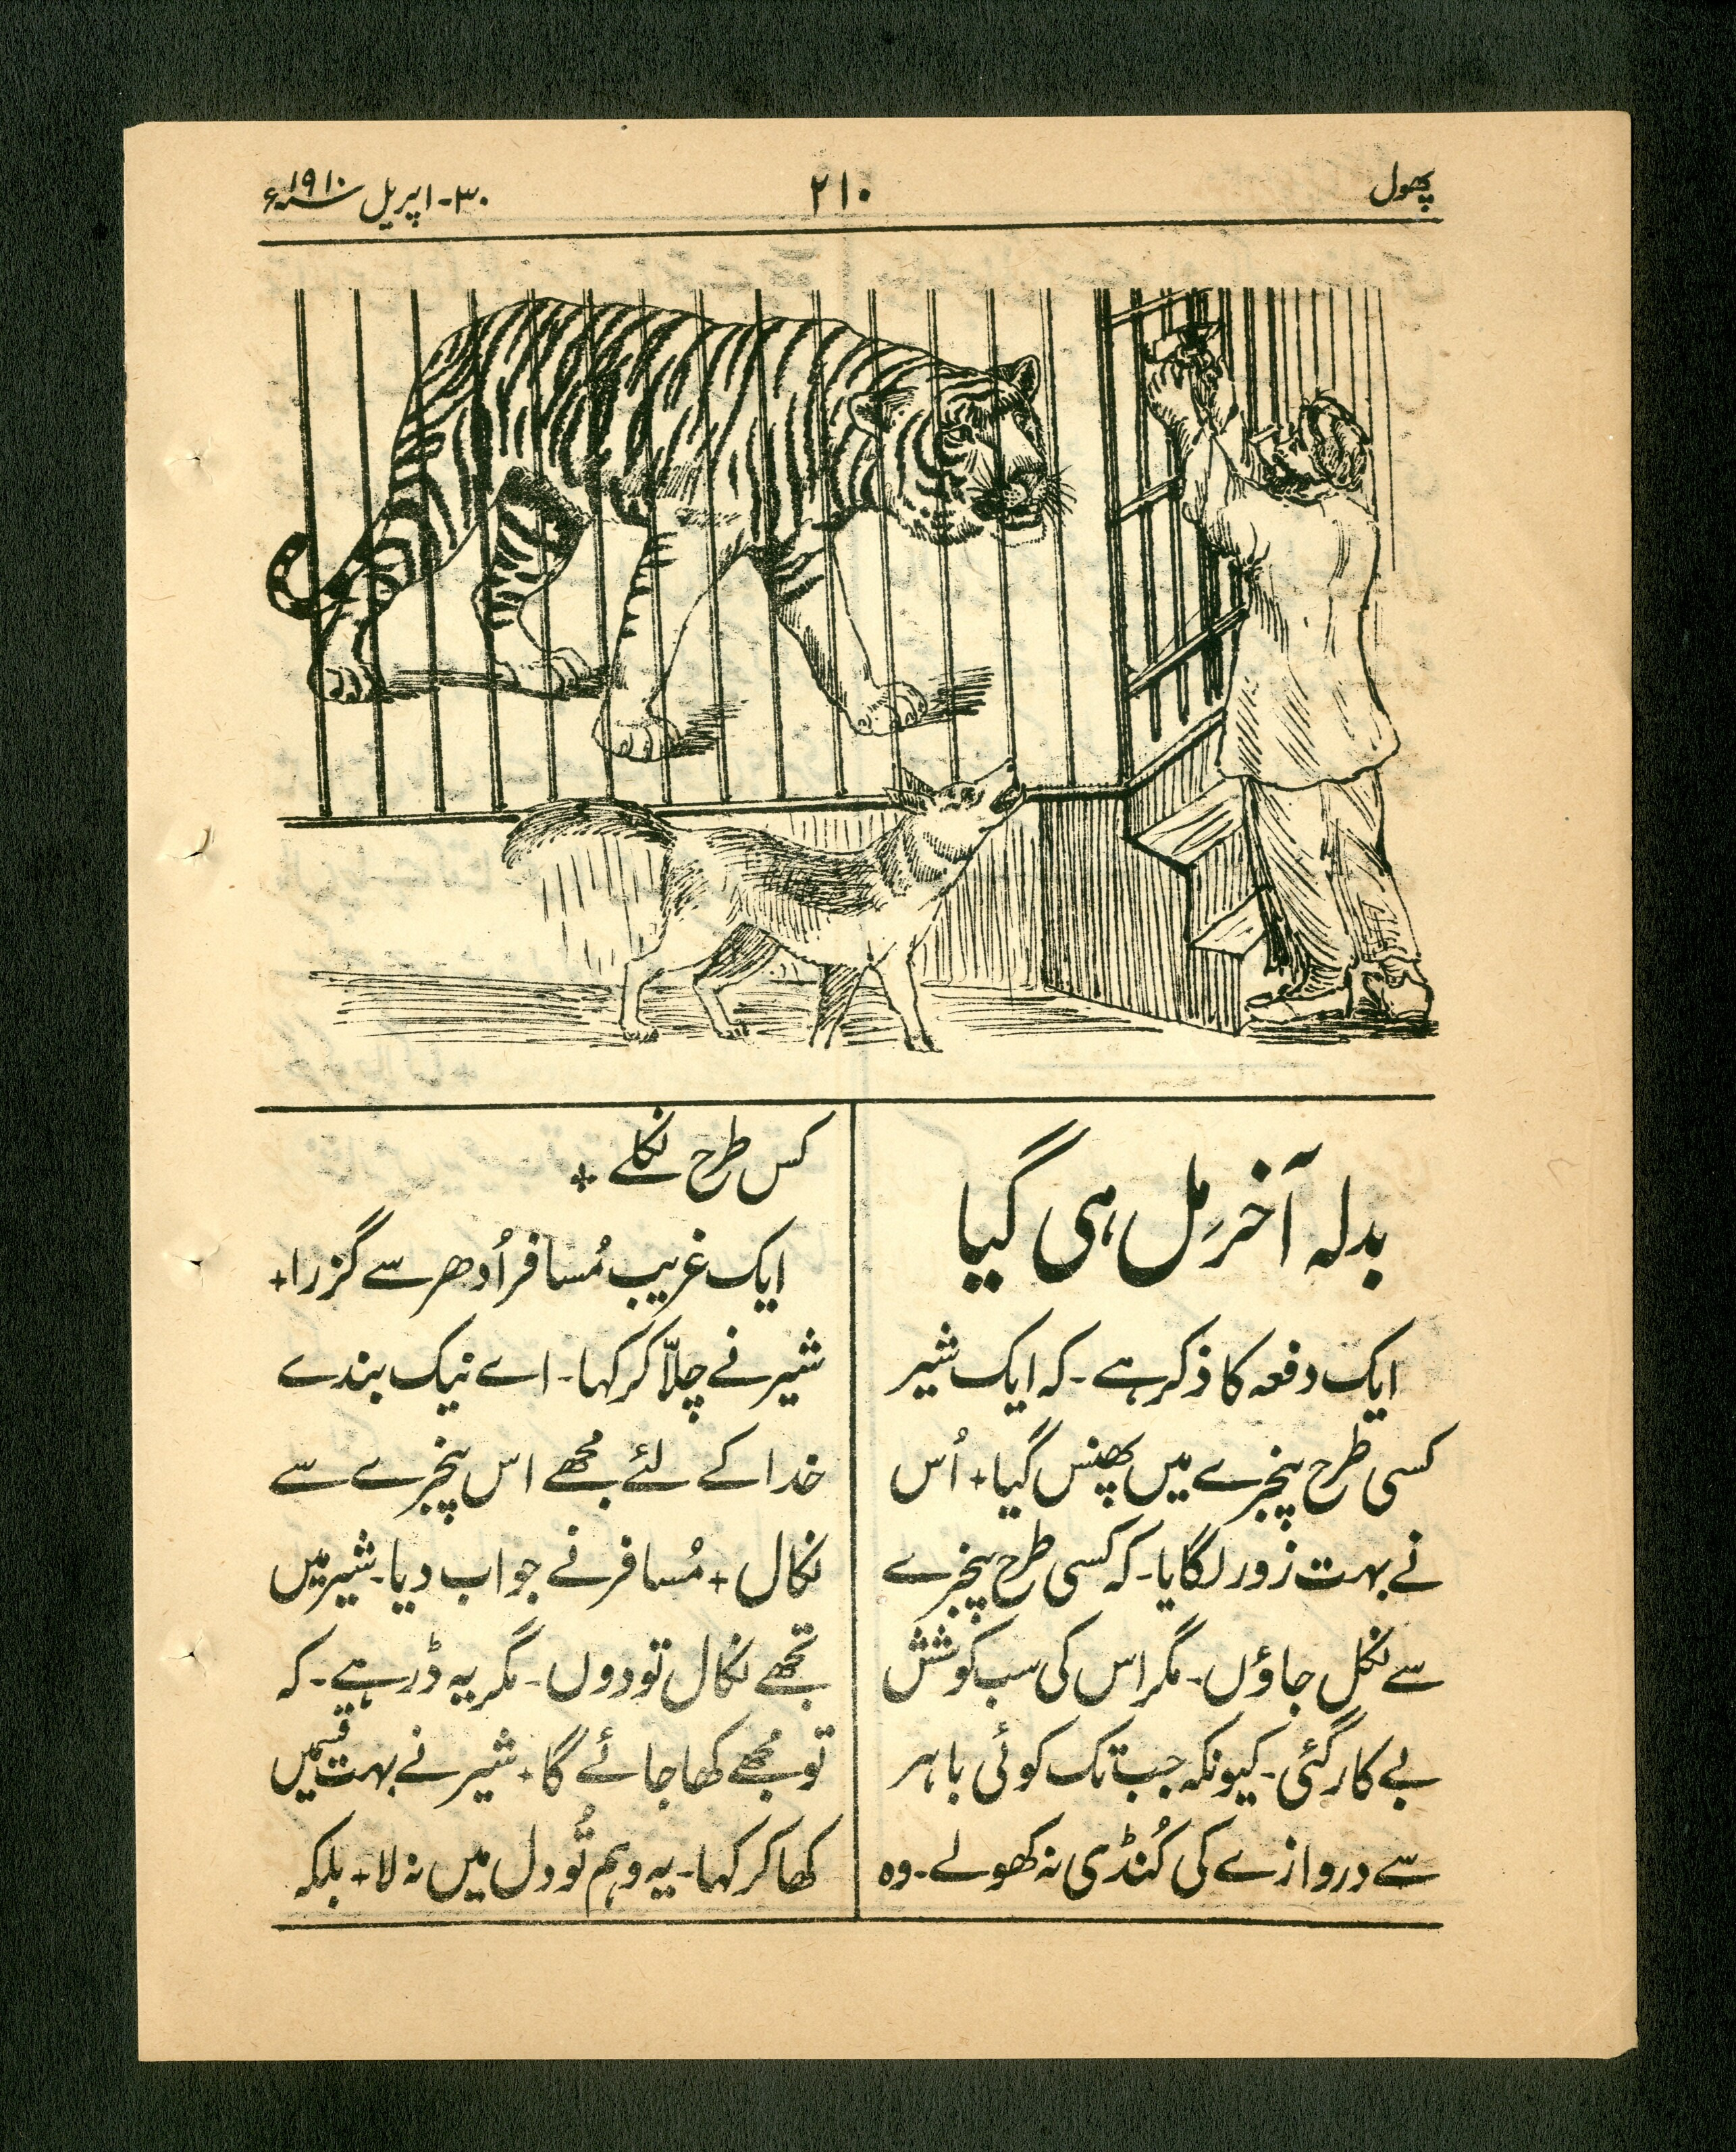 پھول
۲۱۰
۳۰-اپریل سنہ ۱۹۱۰ء
بدلہ آخر مِل ہی گیا
ایک دفعہ کا ذکر ہے - کہ ایک شیر
کسی طرح پنجرے میں پھنس گیا + اُس
نے بہت زور لگایا - کہ کسی طرح پنجرے
سے نکل جاؤں - مگر اس کی سب کوشش
بے کار گئی - کیونکہ جب تک کوئی باہر
سے دروازے کی کُنڈی نہ کھولے - وہ
کس طرح نکلے +
ایک غریب مُسافر اُدھر سے گزرا +
شیر نے چلّا کر کہا - اے نیک بندے
خدا کے لئے مُجھے اس پنجرے سے
نکال + مُسافر نے جواب دیا - شیر میں
تجھے نکال تو دوں - مگر یہ ڈر ہے - کہ
تو مُجھے کھا جائے گا + شیر نے بہت قسمیں
کھا کر کہا - یہ وہم تُو دل میں نہ لا + بلکہ